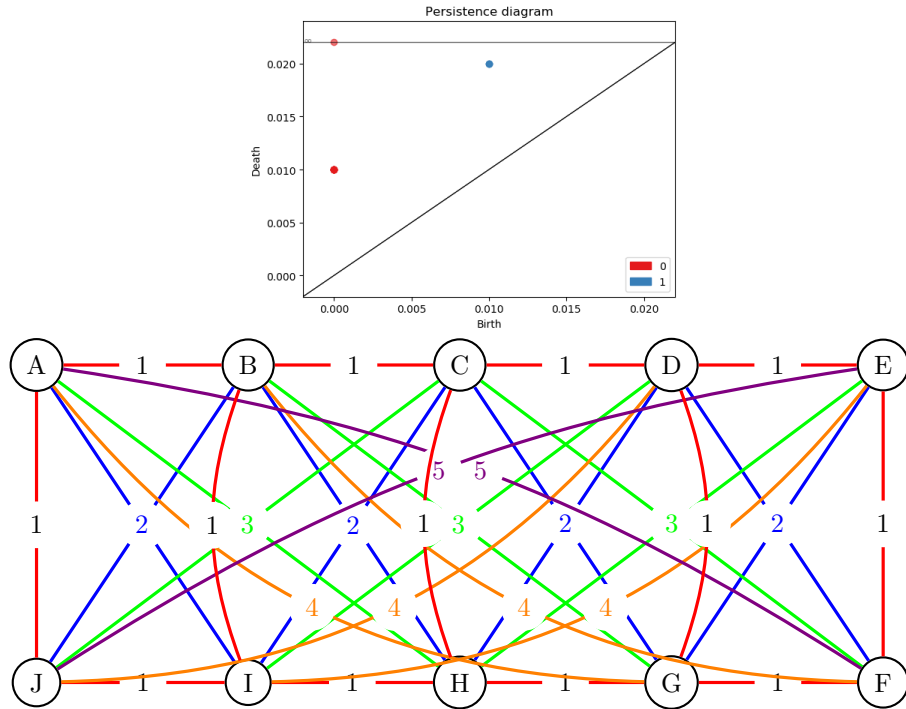 Persistence diagram
∞
0.020
0.015
0.010
0.005
0.000
Death
0
1
0.000 0.005 0.010 0.015 0.020
Birth
A 1 B 1 C 1 D 1 E
5 5
1 2 1 3 2 1 3 2 3 1 2 1
4 4 4 4
J 1 I 1 H 1 G 1 F